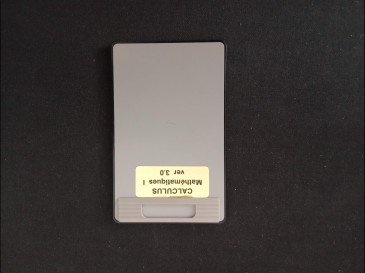 CALCULUS
Mathématiques I
ver 3.0